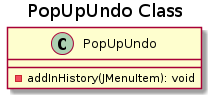 PopUpUndo Class
C PopUpUndo
addInHistory(JMenuItem): void